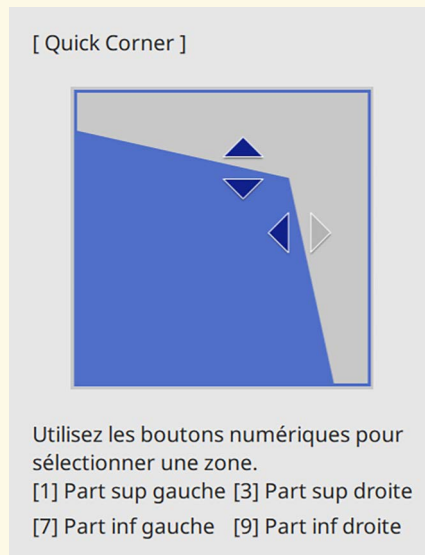 [ Quick Corner ]
Utilisez les boutons numériques pour
sélectionner une zone.
[1] Part sup gauche [3] Part sup droite
[7] Part inf gauche [9] Part inf droite